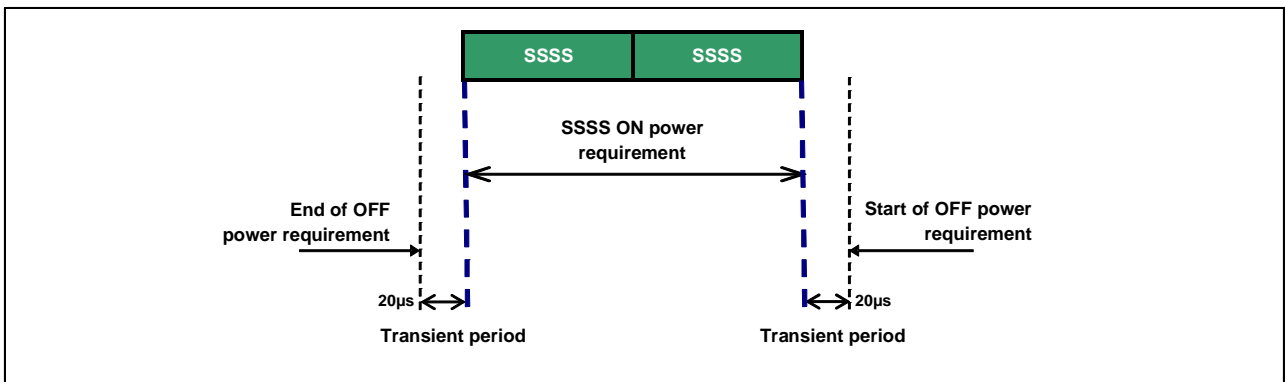 SSSS SSSS
SSSS ON power
requirement
End of OFF
power requirement
Start of OFF power
requirement
20µs
20µs
Transient period
Transient period